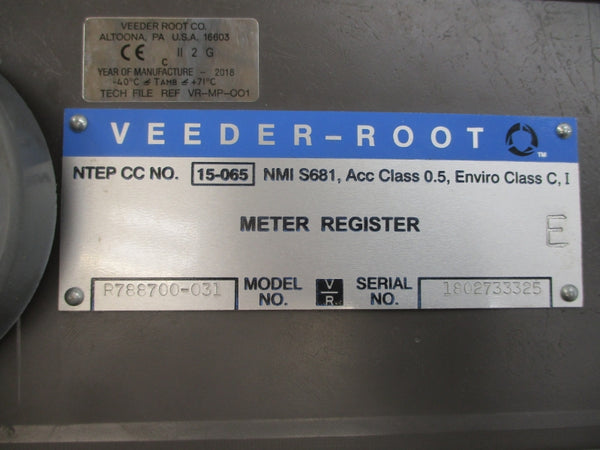 VEEDER ROOT CO.
ALTOONA, PA U.S.A. 16603
CE II 2 G
C
YEAR OF MANUFACTURE - 2018
-40°C ≤ TAMB ≤ +71°C
TECH FILE REF VR-MP-001
VEEDER-ROOT ™
NTEP CC NO. 15-065 NMI S681, Acc Class 0.5, Enviro Class C, I
METER REGISTER
E
R788700-031 MODEL NO. V/R SERIAL NO. 1802733325